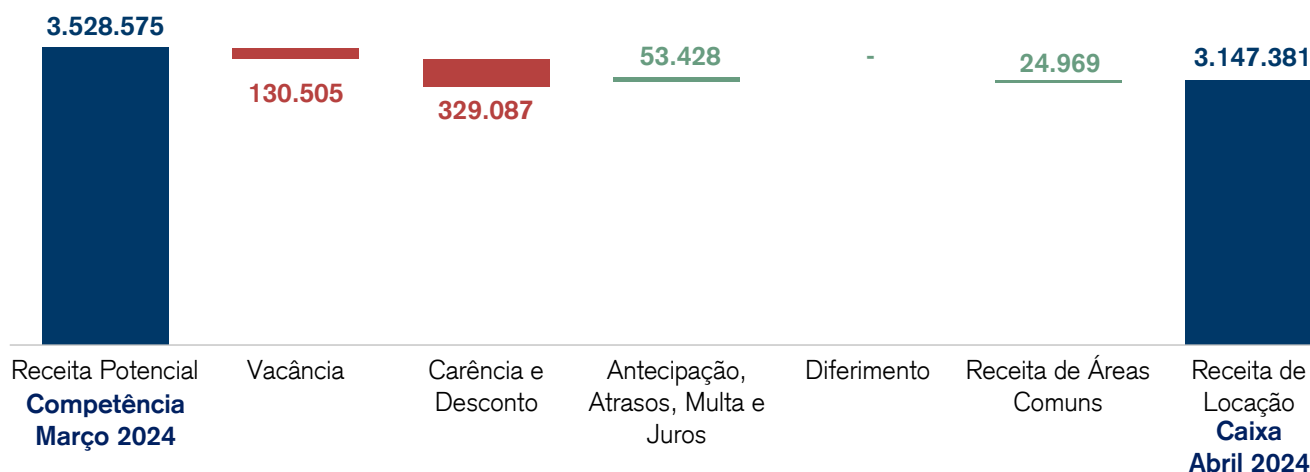 3.528.575
130.505
329.087
53.428
-
24.969
3.147.381
Receita Potencial
Competência
Março 2024
Vacância
Carência e
Desconto
Antecipação,
Atrasos, Multa e
Juros
Diferimento
Receita de Áreas
Comuns
Receita de
Locação
Caixa
Abril 2024